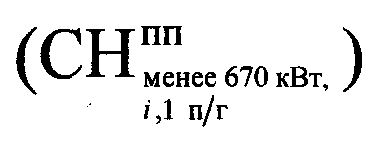 (СН ПП менее 670 кВт, )
i,1 п/г